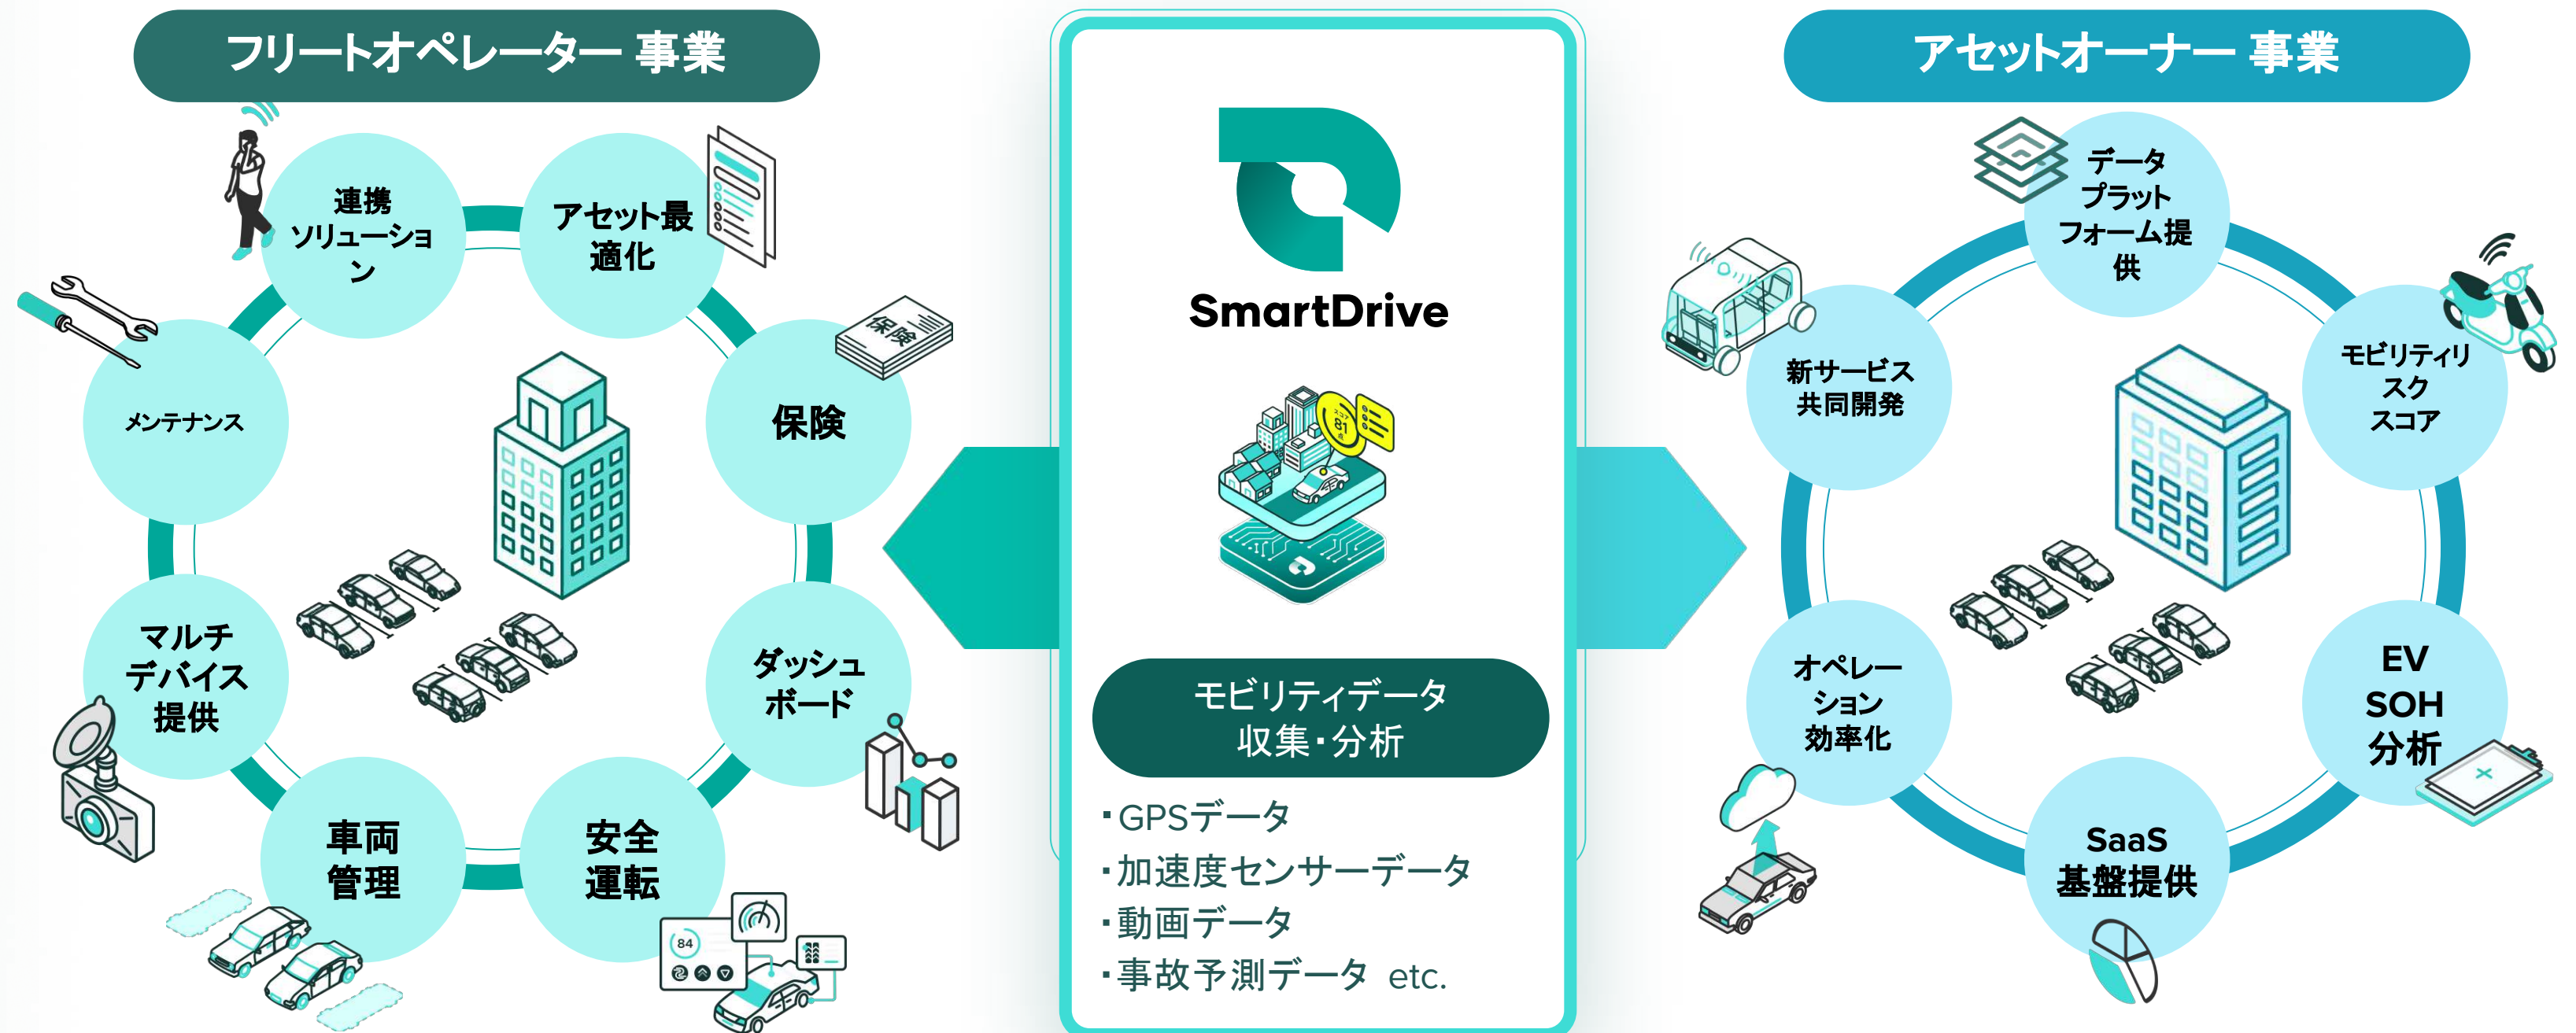 フリートオペレーター 事業
連携
ソリューショ
ン
アセット最
適化
保険
保険
メンテナンス
マルチ
デバイス
提供
ダッシュ
ボード
車両
管理
安全
運転
84
SmartDrive
スコア
81
点
モビリティデータ
収集・分析
・GPSデータ
・加速度センサーデータ
・動画データ
・事故予測データ etc.
アセットオーナー 事業
データ
プラット
フォーム提
供
新サービス
共同開発
モビリティリ
スク
スコア
オペレー
ション
効率化
EV
SOH
分析
SaaS
基盤提供